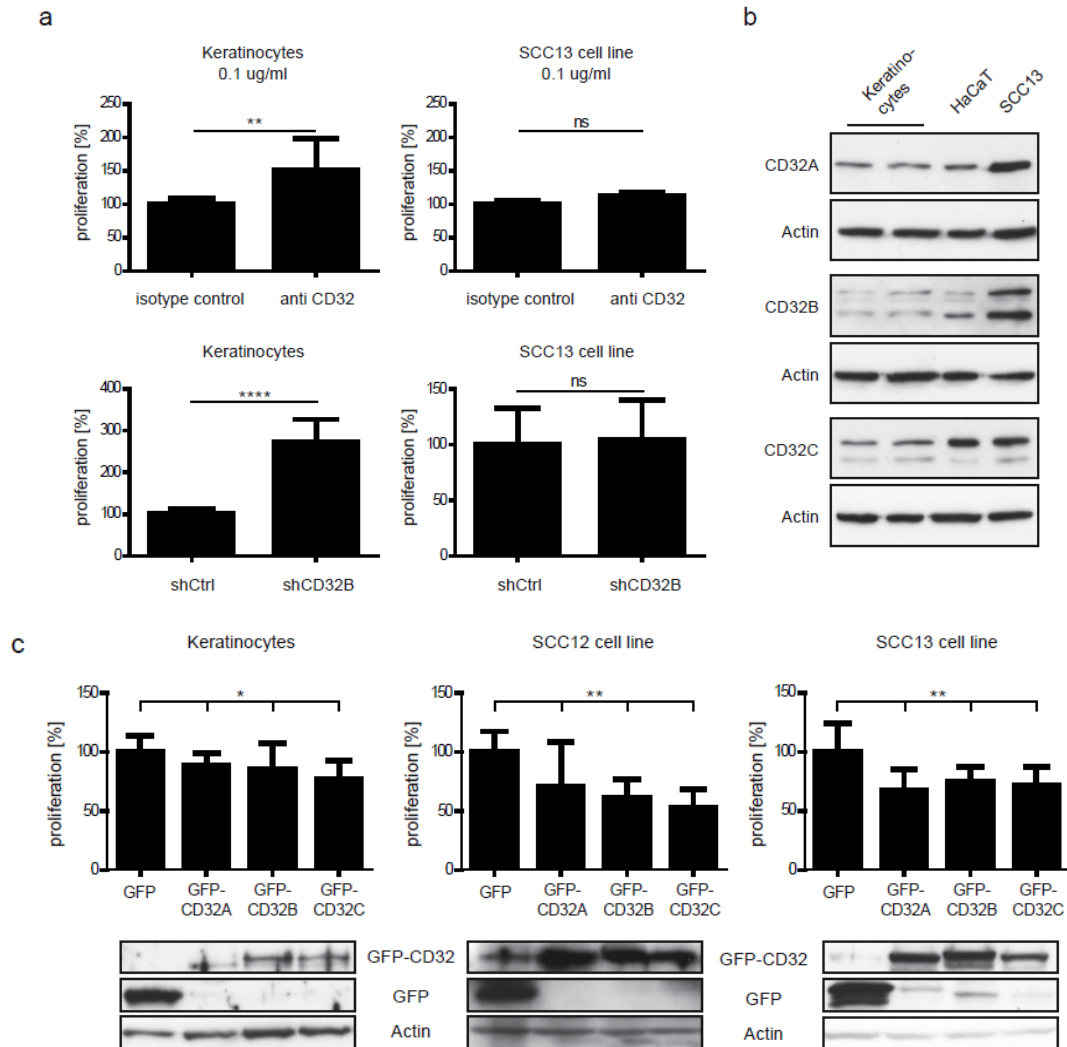 a
Keratinocytes
0.1 ug/ml
proliferation [%]
250
200
150
100
50
0
**
isotype control
anti CD32
SCC13 cell line
0.1 ug/ml
proliferation [%]
250
200
150
100
50
0
ns
isotype control
anti CD32
Keratinocytes
proliferation [%]
400
300
200
100
0
****
shCtrl
shCD32B
SCC13 cell line
proliferation [%]
150
100
50
0
ns
shCtrl
shCD32B
b
Keratino-
cytes
HaCaT
SCC13
CD32A
Actin
CD32B
Actin
CD32C
Actin
c
Keratinocytes
proliferation [%]
150
100
50
0
*
GFP
GFP-
CD32A
GFP-
CD32B
GFP-
CD32C
SCC12 cell line
proliferation [%]
150
100
50
0
**
GFP
GFP-
CD32A
GFP-
CD32B
GFP-
CD32C
SCC13 cell line
proliferation [%]
150
100
50
0
**
GFP
GFP-
CD32A
GFP-
CD32B
GFP-
CD32C
GFP-CD32
GFP
Actin
GFP-CD32
GFP
Actin